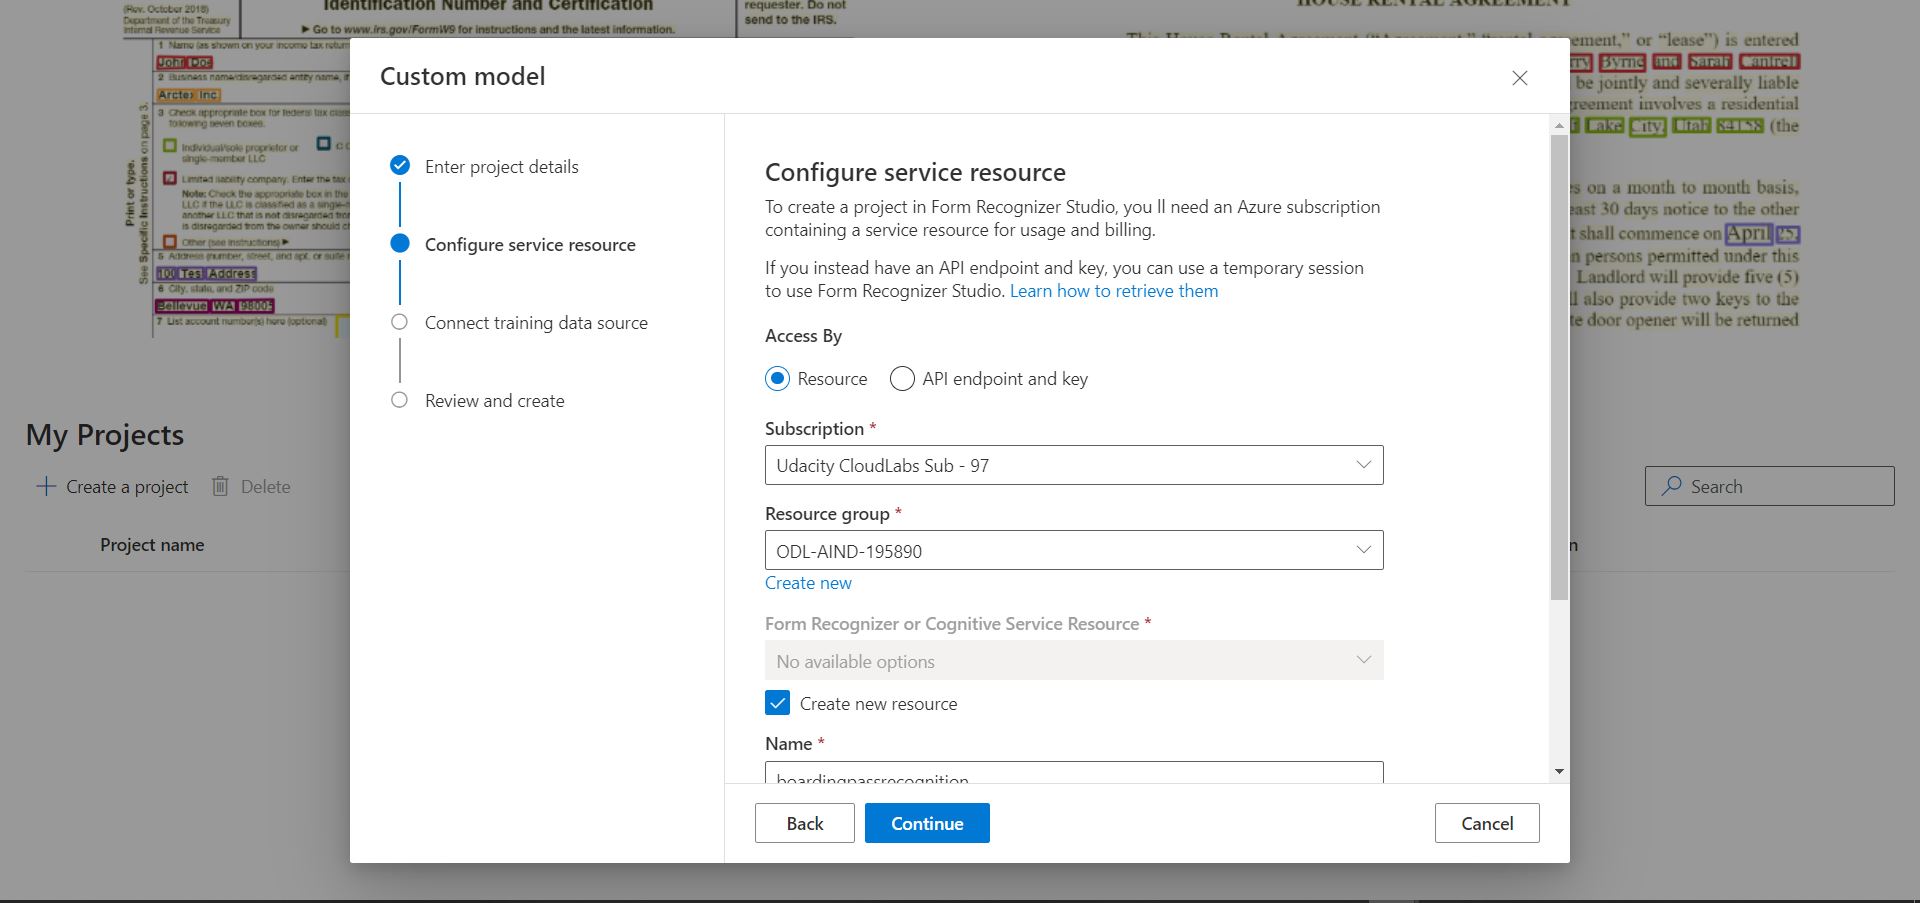 (Rev. October 2018)
Department of the Treasury
Internal Revenue Service
Identification Number and Certification
▶ Go to www.irs.gov/FormW9 for instructions and the latest information.
requester. Do not
send to the IRS.
1 Name (as shown on your income tax return
John Dos
2 Business name/disregarded entity name, if
Arctex Inc
3 Check appropriate box for federal tax class
following seven boxes.
Individual/sole proprietor or
single-member LLC
Limited liability company. Enter the tax
Note: Check the appropriate box in the
LLC if the LLC is classified as a single-
another LLC that is not disregarded from
is disregarded from the owner should ch
Other (see instructions) ▶
5 Address (number, street, and apt. or suite
100 Test Address
6 City, state, and ZIP code
Bellevue WA 98005
7 List account number(s) here (optional)
Print or type.
See Specific Instructions on page 3.
HOUSE RENTAL AGREEMENT
ement,” or “lease”) is entered
rry Byrne and Sarah Cantrell
be jointly and severally liable
reement involves a residential
Lake City, Utah 84158 (the
s on a month to month basis,
east 30 days notice to the other
t shall commence on April 25,
n persons permitted under this
Landlord will provide five (5)
ll also provide two keys to the
te door opener will be returned
Custom model
Enter project details
Configure service resource
Connect training data source
Review and create
Configure service resource
To create a project in Form Recognizer Studio, you ll need an Azure subscription
containing a service resource for usage and billing.
If you instead have an API endpoint and key, you can use a temporary session
to use Form Recognizer Studio. Learn how to retrieve them
Access By
Resource API endpoint and key
Subscription *
Udacity CloudLabs Sub - 97
Resource group *
ODL-AIND-195890
Create new
Form Recognizer or Cognitive Service Resource *
No available options
Create new resource
Name *
boardingpassrecognition
Back Continue Cancel
My Projects
Create a project Delete
Search
Project name
n